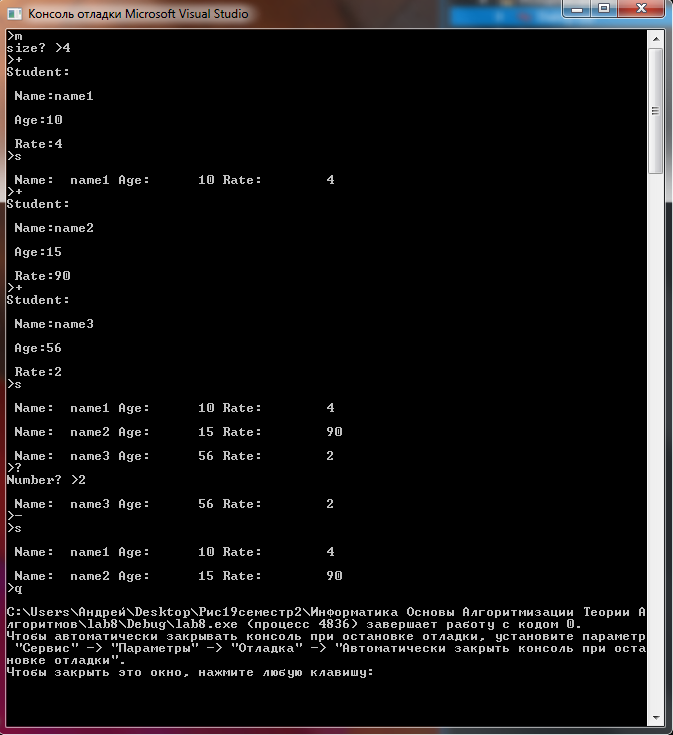 Консоль отладки Microsoft Visual Studio
>m
size? >4
>+
Student:
Name:name1
Age:10
Rate:4
>s
Name: name1 Age: 10 Rate: 4
>+
Student:
Name:name2
Age:15
Rate:90
>+
Student:
Name:name3
Age:56
Rate:2
>s
Name: name1 Age: 10 Rate: 4
Name: name2 Age: 15 Rate: 90
Name: name3 Age: 56 Rate: 2
>?
Number? >2
Name: name3 Age: 56 Rate: 2
>-
>s
Name: name1 Age: 10 Rate: 4
Name: name2 Age: 15 Rate: 90
>q
C:\Users\Андрей\Desktop\Рис19семестр2\Информатика Основы Алгоритмизации Теории А
лгоритмов\lab8\Debug\lab8.exe (процесс 4836) завершает работу с кодом 0.
Чтобы автоматически закрывать консоль при остановке отладки, установите параметр
"Сервис" -> "Параметры" -> "Отладка" -> "Автоматически закрыть консоль при оста
новке отладки".
Чтобы закрыть это окно, нажмите любую клавишу: